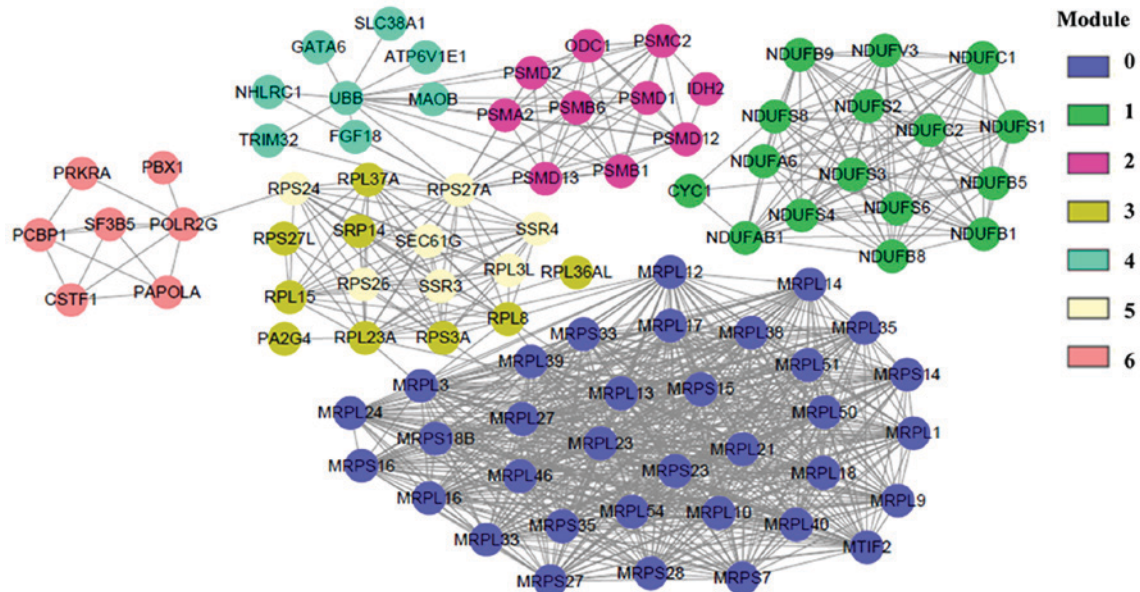 SLC38A1
GATA6
ATP6V1E1
NHLRC1
UBB
MAOB
TRIM32
FGF18
ODC1
PSMC2
PSMD2
IDH2
PSMA2
PSMB6
PSMD1
PSMD12
PSMD13
PSMB1
NDUFB9
NDUFV3
NDUFC1
NDUFS8
NDUFS2
NDUFC2
NDUFS1
NDUFA6
NDUFS3
NDUFB5
CYC1
NDUFS4
NDUFS6
NDUFAB1
NDUFB8
NDUFB1
Module
0
1
2
3
4
5
6
PRKRA
PBX1
PCBP1
SF3B5
POLR2G
CSTF1
PAPOLA
RPS24
RPL37A
RPS27A
RPS27L
SRP14
SEC61G
SSR4
RPL15
RPS26
SSR3
RPL3L
RPL36AL
PA2G4
RPL23A
RPS3A
RPL8
MRPL12
MRPL14
MRPS33
MRPL17
MRPL38
MRPL35
MRPL39
MRPL51
MRPS14
MRPL3
MRPL13
MRPS15
MRPL24
MRPL27
MRPL50
MRPL1
MRPS18B
MRPL23
MRPL21
MRPS16
MRPL46
MRPS23
MRPL18
MRPL16
MRPL9
MRPL33
MRPS35
MRPL54
MRPL10
MRPL40
MTIF2
MRPS27
MRPS28
MRPS7